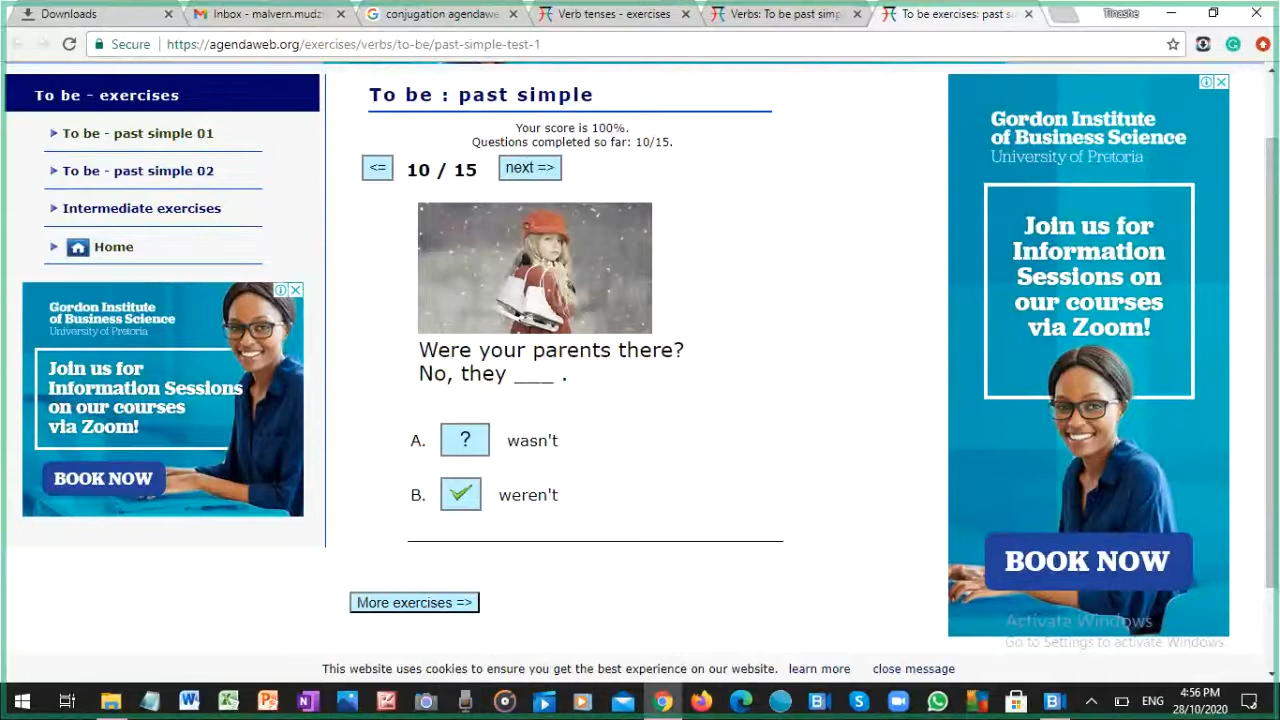 Downloads
Inbox - malvern.mudz
conjugation agendawe
Verb tenses - exercises
Verbs: To be past simp
To be exercises: past s
Tinashe
Secure
https://agendaweb.org/exercises/verbs/to-be/past-simple-test-1
To be - exercises
To be - past simple 01
To be - past simple 02
Intermediate exercises
Home
Gordon Institute
of Business Science
University of Pretoria
Join us for
Information Sessions
on our courses
via Zoom!
BOOK NOW
To be : past simple
Your score is 100%.
Questions completed so far: 10/15.
<= 10 / 15 next =>
Were your parents there?
No, they ___ .
A. ? wasn't
B. weren't
More exercises =>
Gordon Institute
of Business Science
University of Pretoria
Join us for
Information
Sessions on
our courses
via Zoom!
BOOK NOW
Activate Windows
Go to Settings to activate Windows.
This website uses cookies to ensure you get the best experience on our website. learn more close message
ENG
4:56 PM
28/10/2020